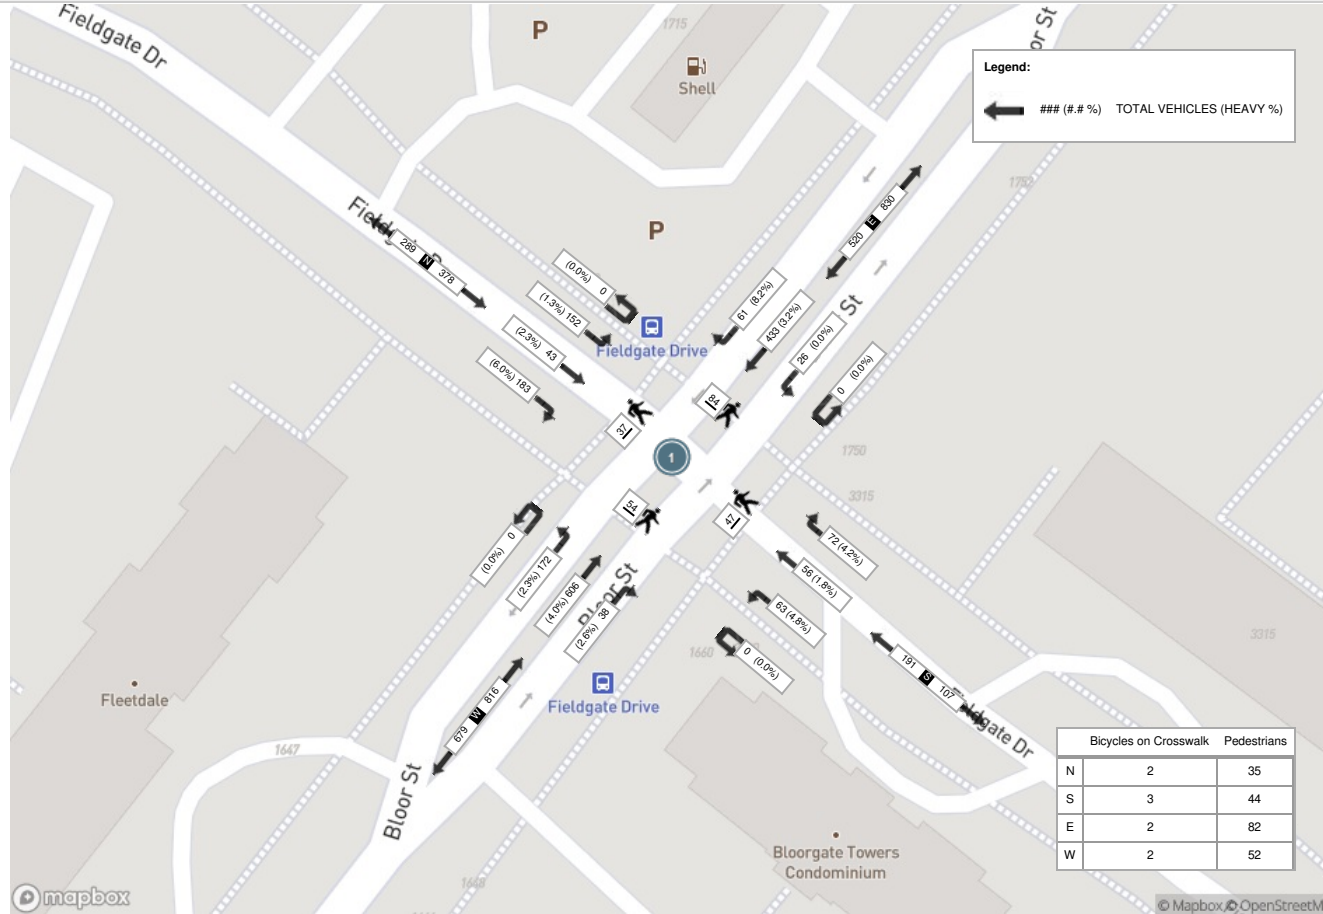 Fieldgate Dr
1715
Shell
P
or St
Legend:
### (#.# %) TOTAL VEHICLES (HEAVY %)
1752
P
289 N 378
520 E 830
(0.0%) 0
(1.3%) 152
(2.3%) 43
(6.0%) 183
61 (8.2%)
433 (3.2%)
26 (0.0%)
0 (0.0%)
St
Fieldgate Drive
37
84
1
54
47
1750
3315
(0.0%) 0
(2.3%) 172
(4.0%) 606
(2.6%) 38
Bloor St
72 (4.2%)
56 (1.8%)
63 (4.8%)
0 (0.0%)
1660
3315
191 S 107
679 W 816
Fleetdale
Fieldgate Drive
ldgate Dr
1647
Bloor St
Bloorgate Towers
Condominium
Bicycles on Crosswalk Pedestrians
N 2 35
S 3 44
E 2 82
W 2 52
mapbox
© Mapbox © OpenStreetM